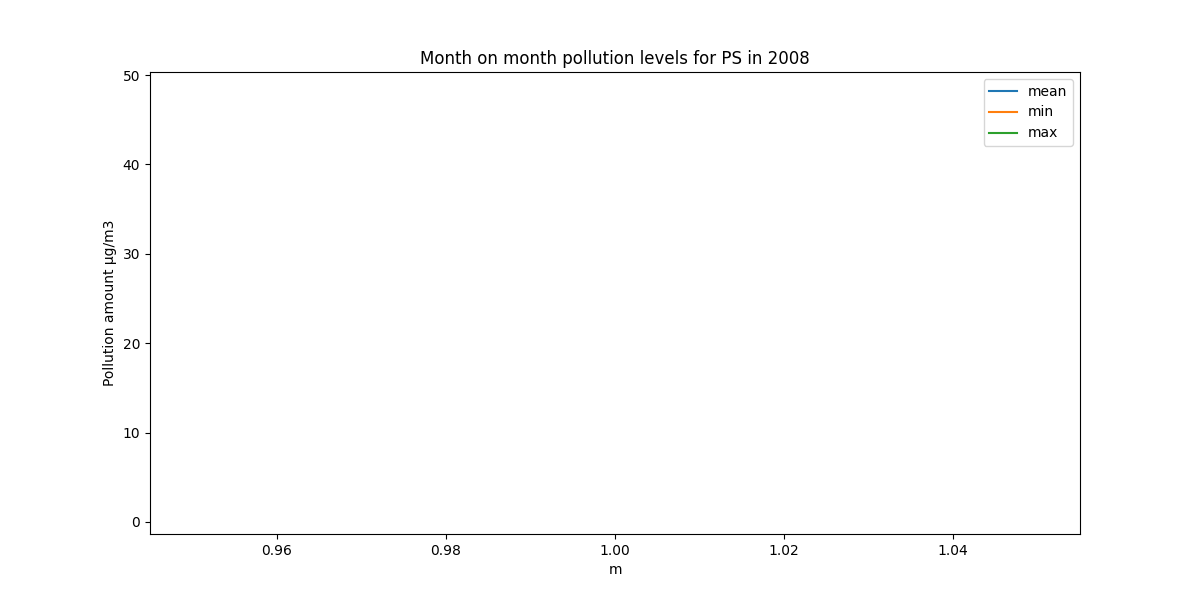 Month on month pollution levels for PS in 2008
50
40
30
20
10
0
Pollution amount µg/m3
mean
min
max
0.96 0.98 1.00 1.02 1.04
m